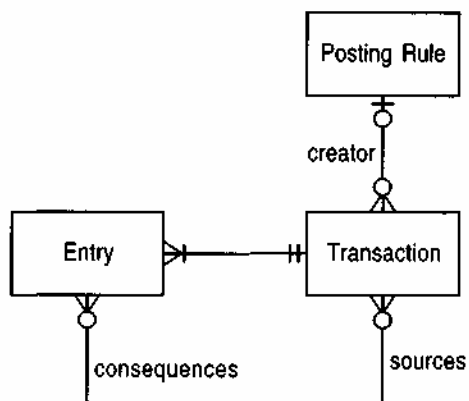 Posting Rule
creator
Entry
Transaction
consequences
sources